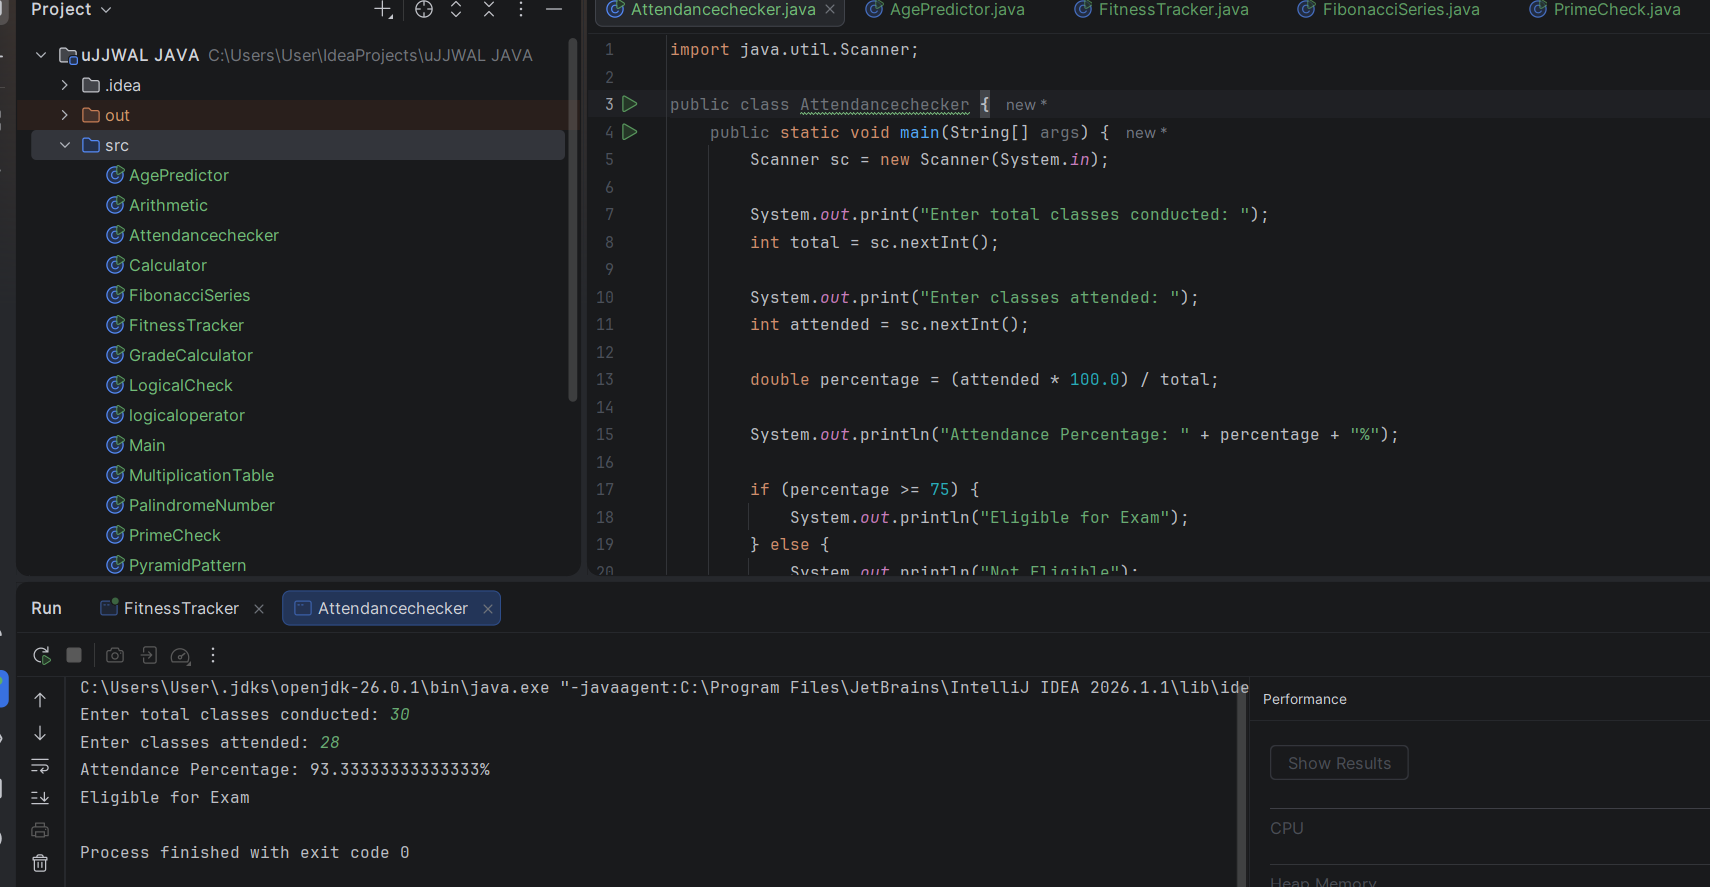 Project
uJJWAL JAVA C:\Users\User\IdeaProjects\uJJWAL JAVA
.idea
out
src
AgePredictor
Arithmetic
Attendancechecker
Calculator
FibonacciSeries
FitnessTracker
GradeCalculator
LogicalCheck
logicaloperator
Main
MultiplicationTable
PalindromeNumber
PrimeCheck
PyramidPattern
Attendancechecker.java AgePredictor.java FitnessTracker.java FibonacciSeries.java PrimeCheck.java
1 import java.util.Scanner;
2
3 public class Attendancechecker { new *
4 public static void main(String[] args) { new *
5 Scanner sc = new Scanner(System.in);
6
7 System.out.print("Enter total classes conducted: ");
8 int total = sc.nextInt();
9
10 System.out.print("Enter classes attended: ");
11 int attended = sc.nextInt();
12
13 double percentage = (attended * 100.0) / total;
14
15 System.out.println("Attendance Percentage: " + percentage + "%");
16
17 if (percentage >= 75) {
18 System.out.println("Eligible for Exam");
19 } else {
20 System.out.println("Not Eligible");
Run FitnessTracker Attendancechecker
C:\Users\User\.jdks\openjdk-26.0.1\bin\java.exe "-javaagent:C:\Program Files\JetBrains\IntelliJ IDEA 2026.1.1\lib\ide
Enter total classes conducted: 30
Enter classes attended: 28
Attendance Percentage: 93.33333333333333%
Eligible for Exam
Process finished with exit code 0
Performance
Show Results
CPU
Heap Memory